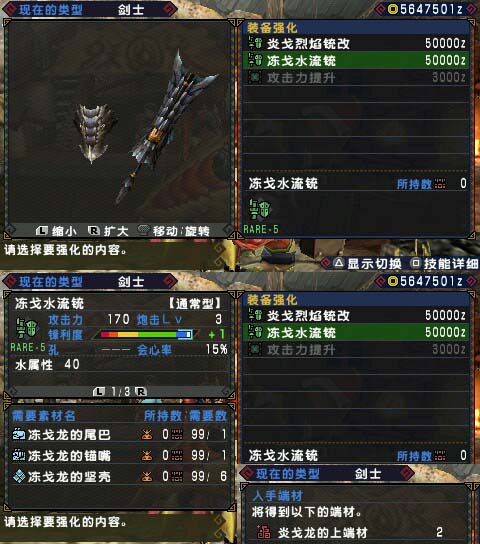 现在的类型 剑士
5647501z
装备强化
炎戈烈焰铳改 50000z
冻戈水流铳 50000z
攻击力提升 3000z
冻戈水流铳 所持数 0
RARE-5
L 缩小 R 扩大 移动/旋转
请选择要强化的内容。
△显示切换 □技能详细
现在的类型 剑士
5647501z
冻戈水流铳 【通常型】
攻击力 170 炮击Lv 3
锋利度 +1
RARE-5 孔 --- 会心率 15%
水属性 40
L 1/3 R
需要素材名 所持数 需要数
冻戈龙的尾巴 0 99/ 1
冻戈龙的锚嘴 0 99/ 1
冻戈龙的坚壳 0 99/ 6
请选择要强化的内容。
装备强化
炎戈烈焰铳改 50000z
冻戈水流铳 50000z
攻击力提升 3000z
冻戈水流铳 所持数 0
现在的类型 剑士
入手端材
将得到以下的端材。
炎戈龙的上端材 2